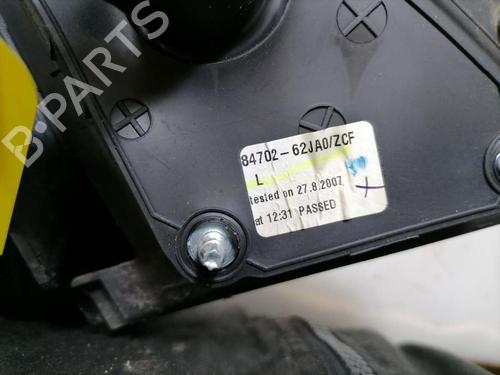 B-PARTS
84702-62JA0/ZCF
L
tested on 27.8.2007
at 12:31 PASSED